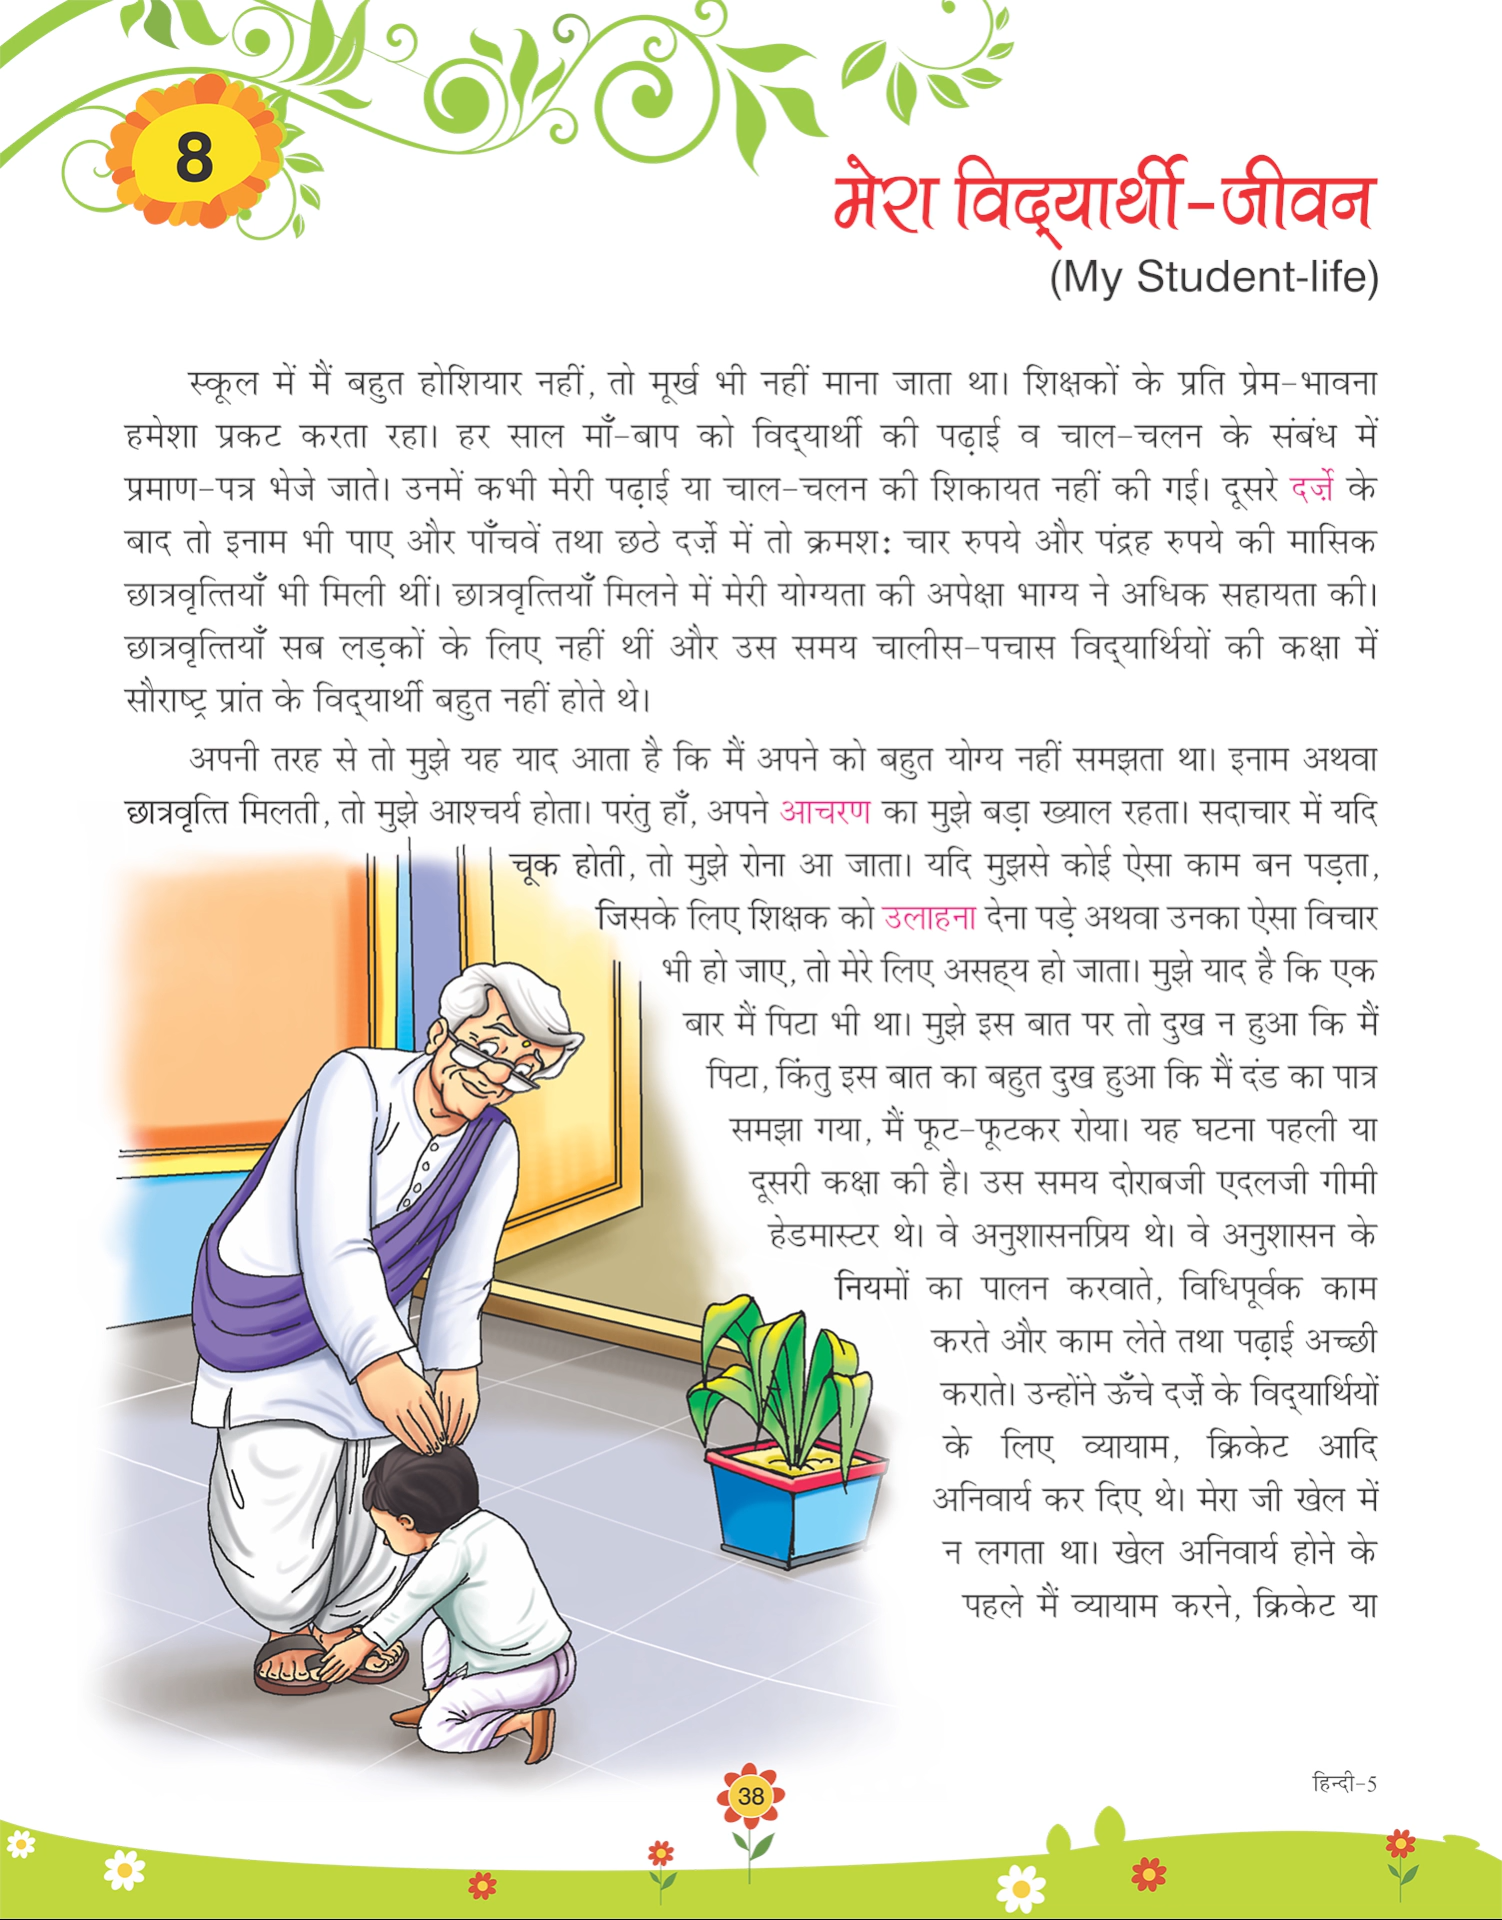 8
मेरा विद्यार्थी-जीवन
(My Student-life)
स्कूल में मैं बहुत होशियार नहीं, तो मूर्ख भी नहीं माना जाता था। शिक्षकों के प्रति प्रेम-भावना
हमेशा प्रकट करता रहा। हर साल माँ-बाप को विद्यार्थी की पढ़ाई व चाल-चलन के संबंध में
प्रमाण-पत्र भेजे जाते। उनमें कभी मेरी पढ़ाई या चाल-चलन की शिकायत नहीं की गई। दूसरे दर्ज़े के
बाद तो इनाम भी पाए और पाँचवें तथा छठे दर्ज़े में तो क्रमश: चार रुपये और पंद्रह रुपये की मासिक
छात्रवृत्तियाँ भी मिली थीं। छात्रवृत्तियाँ मिलने में मेरी योग्यता की अपेक्षा भाग्य ने अधिक सहायता की।
छात्रवृत्तियाँ सब लड़कों के लिए नहीं थीं और उस समय चालीस-पचास विद्यार्थियों की कक्षा में
सौराष्ट्र प्रांत के विद्यार्थी बहुत नहीं होते थे।
अपनी तरह से तो मुझे यह याद आता है कि मैं अपने को बहुत योग्य नहीं समझता था। इनाम अथवा
छात्रवृत्ति मिलती, तो मुझे आश्चर्य होता। परंतु हाँ, अपने आचरण का मुझे बड़ा ख्याल रहता। सदाचार में यदि
चूक होती, तो मुझे रोना आ जाता। यदि मुझसे कोई ऐसा काम बन पड़ता,
जिसके लिए शिक्षक को उलाहना देना पड़े अथवा उनका ऐसा विचार
भी हो जाए, तो मेरे लिए असह्य हो जाता। मुझे याद है कि एक
बार मैं पिटा भी था। मुझे इस बात पर तो दुख न हुआ कि मैं
पिटा, किंतु इस बात का बहुत दुख हुआ कि मैं दंड का पात्र
समझा गया, मैं फूट-फूटकर रोया। यह घटना पहली या
दूसरी कक्षा की है। उस समय दोराबजी एदलजी गीमी
हेडमास्टर थे। वे अनुशासनप्रिय थे। वे अनुशासन के
नियमों का पालन करवाते, विधिपूर्वक काम
करते और काम लेते तथा पढ़ाई अच्छी
कराते। उन्होंने ऊँचे दर्ज़े के विद्यार्थियों
के लिए व्यायाम, क्रिकेट आदि
अनिवार्य कर दिए थे। मेरा जी खेल में
न लगता था। खेल अनिवार्य होने के
पहले मैं व्यायाम करने, क्रिकेट या
38
हिन्दी-5